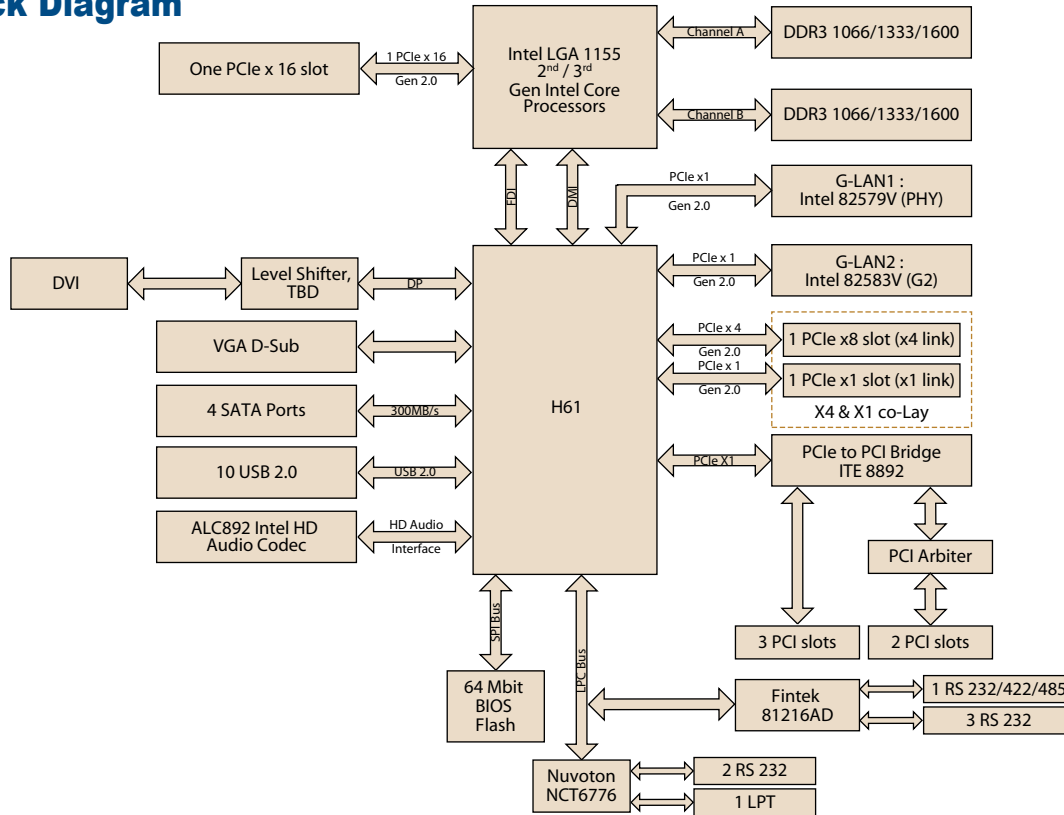 ck Diagram
One PCIe x 16 slot
1 PCIe x 16
Gen 2.0
Intel LGA 1155
2nd / 3rd
Gen Intel Core
Processors
Channel A
DDR3 1066/1333/1600
Channel B
DDR3 1066/1333/1600
FDI
DMI
PCIe x1
Gen 2.0
G-LAN1 :
Intel 82579V (PHY)
DVI
Level Shifter,
TBD
DP
H61
PCIe x 1
Gen 2.0
G-LAN2 :
Intel 82583V (G2)
VGA D-Sub
PCIe x 4
Gen 2.0
1 PCIe x8 slot (x4 link)
PCIe x 1
Gen 2.0
1 PCIe x1 slot (x1 link)
X4 & X1 co-Lay
4 SATA Ports
300MB/s
10 USB 2.0
USB 2.0
PCIe X1
PCIe to PCI Bridge
ITE 8892
ALC892 Intel HD
Audio Codec
HD Audio
Interface
PCI Arbiter
3 PCI slots
2 PCI slots
SPI Bus
LPC Bus
64 Mbit
BIOS
Flash
Fintek
81216AD
1 RS 232/422/485
3 RS 232
Nuvoton
NCT6776
2 RS 232
1 LPT